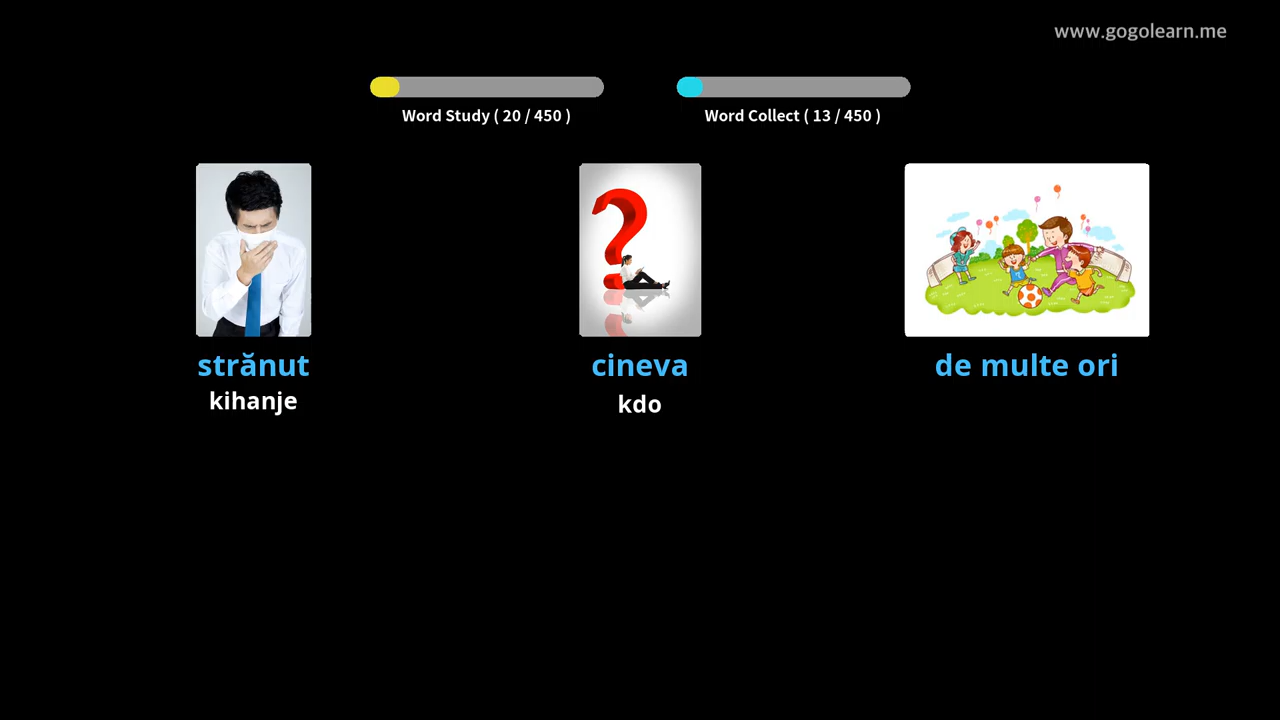 www.gogolearn.me
Word Study ( 20 / 450 )
Word Collect ( 13 / 450 )
strănut
cineva
de multe ori
kihanje
kdo